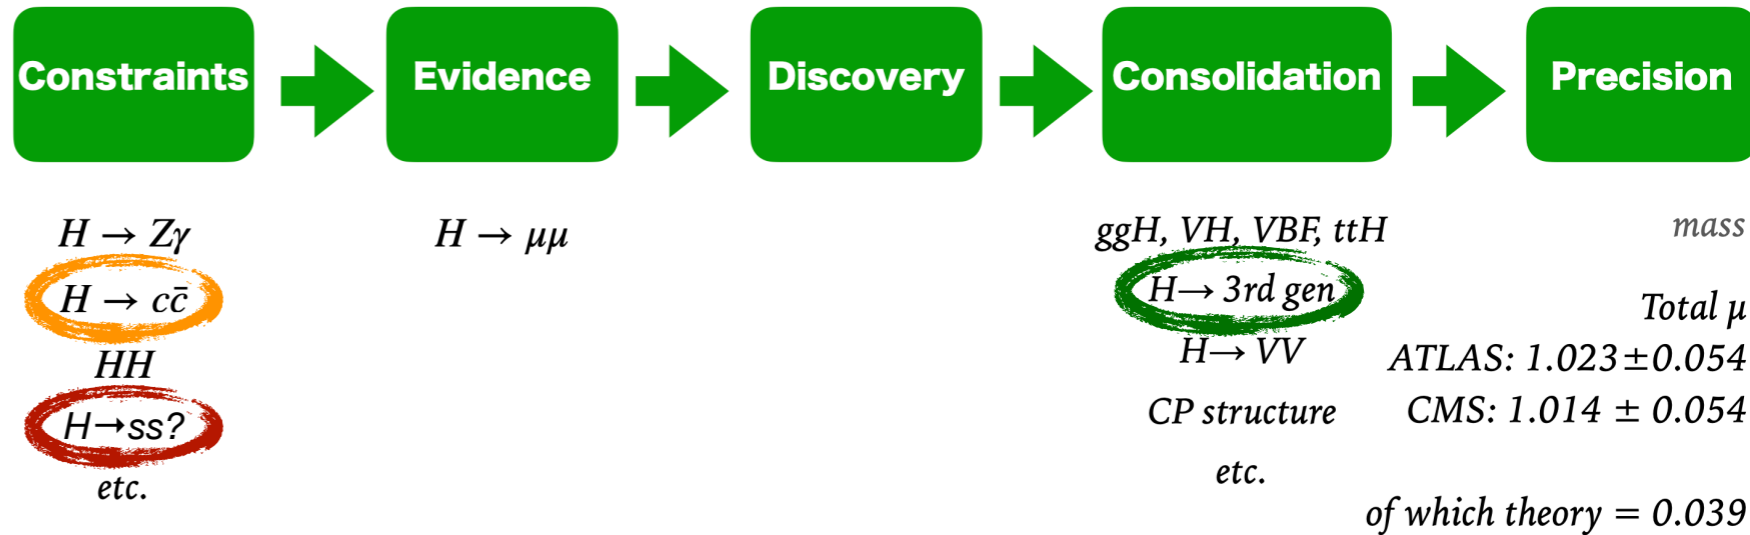 Constraints
Evidence
Discovery
Consolidation
Precision
H → Zγ
H → cc̄
HH
H→ss?
etc.
H → μμ
ggH, VH, VBF, ttH
H→ 3rd gen
H→ VV
CP structure
etc.
mass
Total μ
ATLAS: 1.023±0.054
CMS: 1.014 ± 0.054
of which theory = 0.039